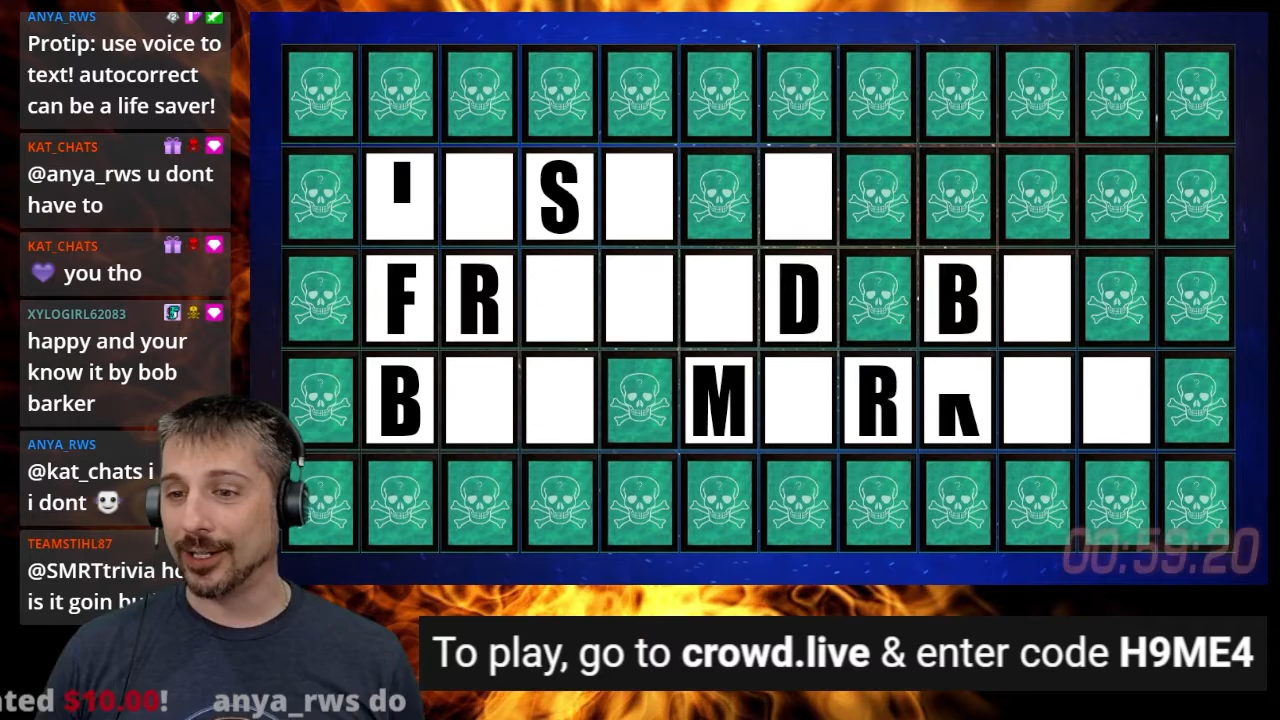 ANYA_RWS
Protip: use voice to
text! autocorrect
can be a life saver!
KAT_CHATS
@anya_rws u dont
have to
KAT_CHATS
💜 you tho
XYLOGIRL62083
happy and your
know it by bob
barker
ANYA_RWS
@kat_chats i
i dont
TEAMSTIHL87
@SMRTtrivia
is it goin
' S
F R D B
B M R
00:59:20
To play, go to crowd.live & enter code H9ME4
$10.00! anya_rws do